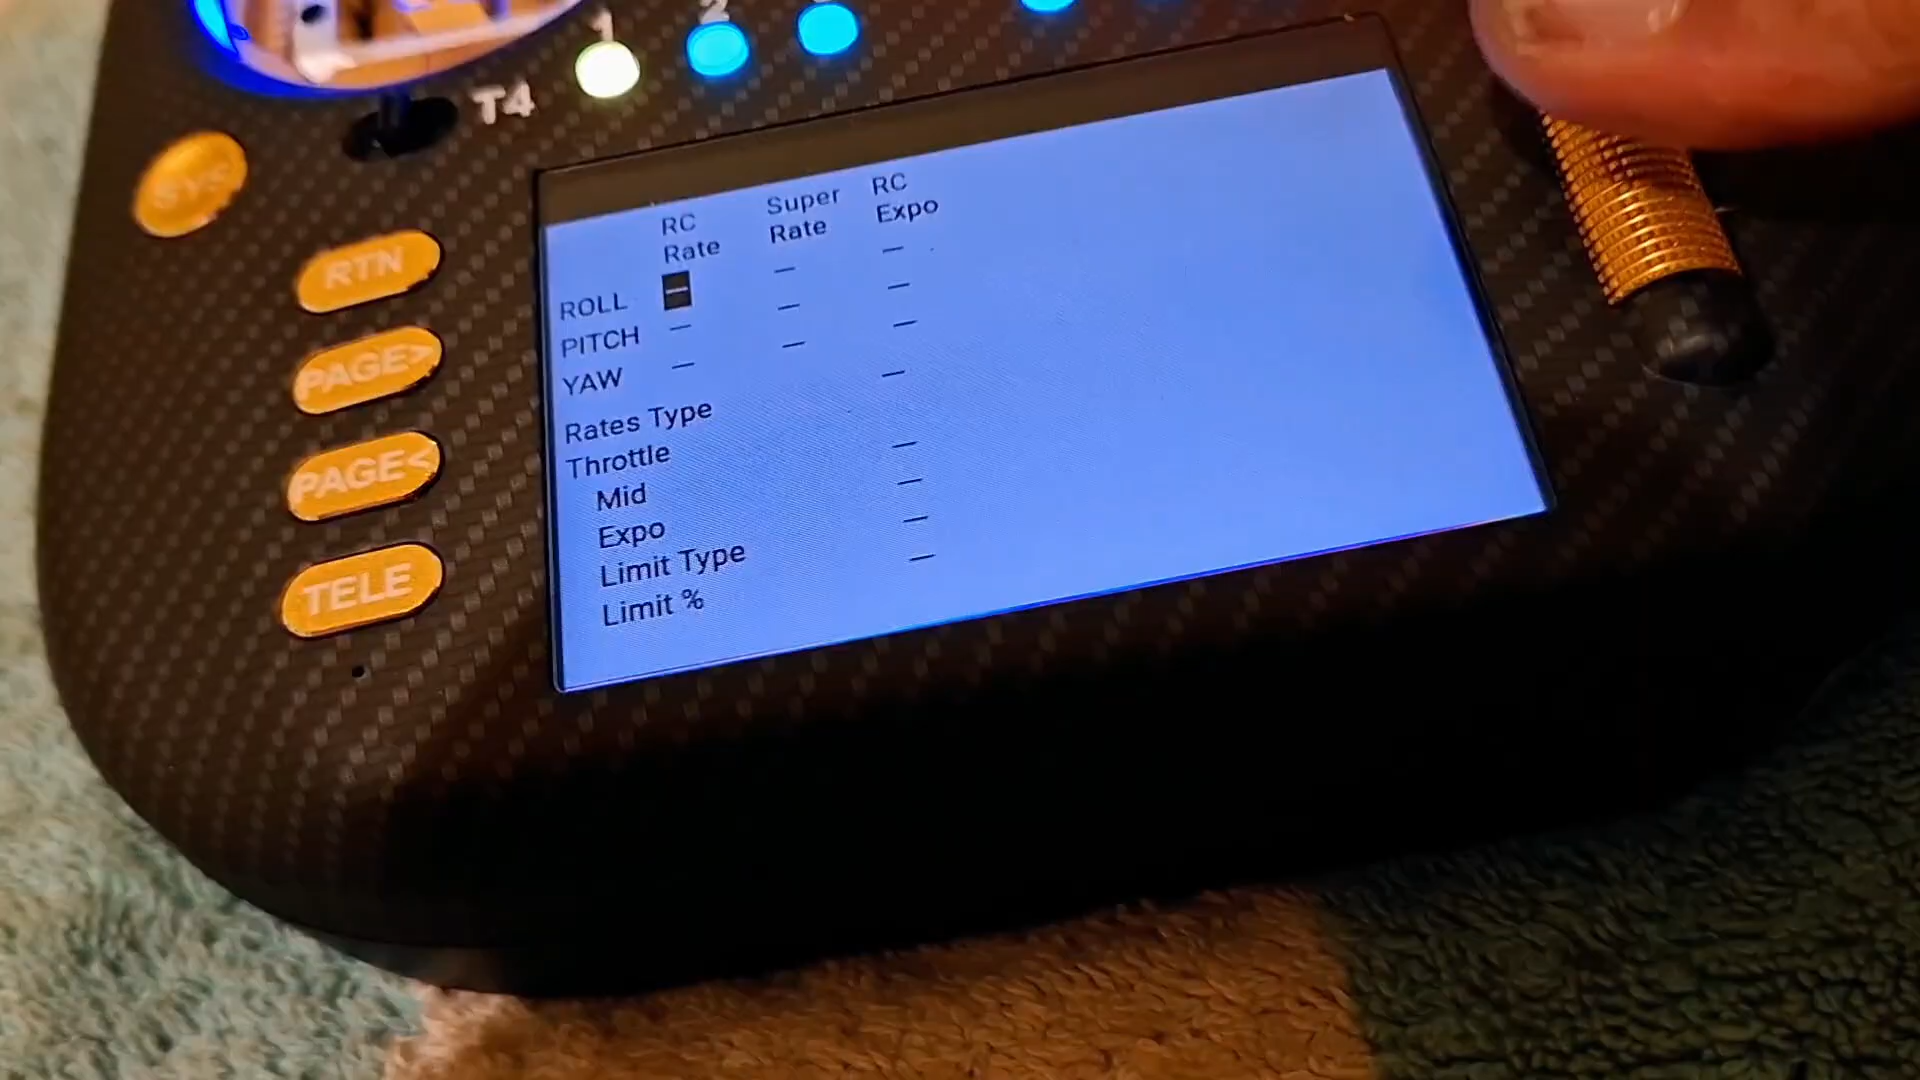 1 2
T4
SYS
RTN
PAGE>
PAGE<
TELE
RC Rate Super Rate RC Expo
ROLL – – –
PITCH – – –
YAW – – –
Rates Type –
Throttle
Mid –
Expo –
Limit Type –
Limit % –